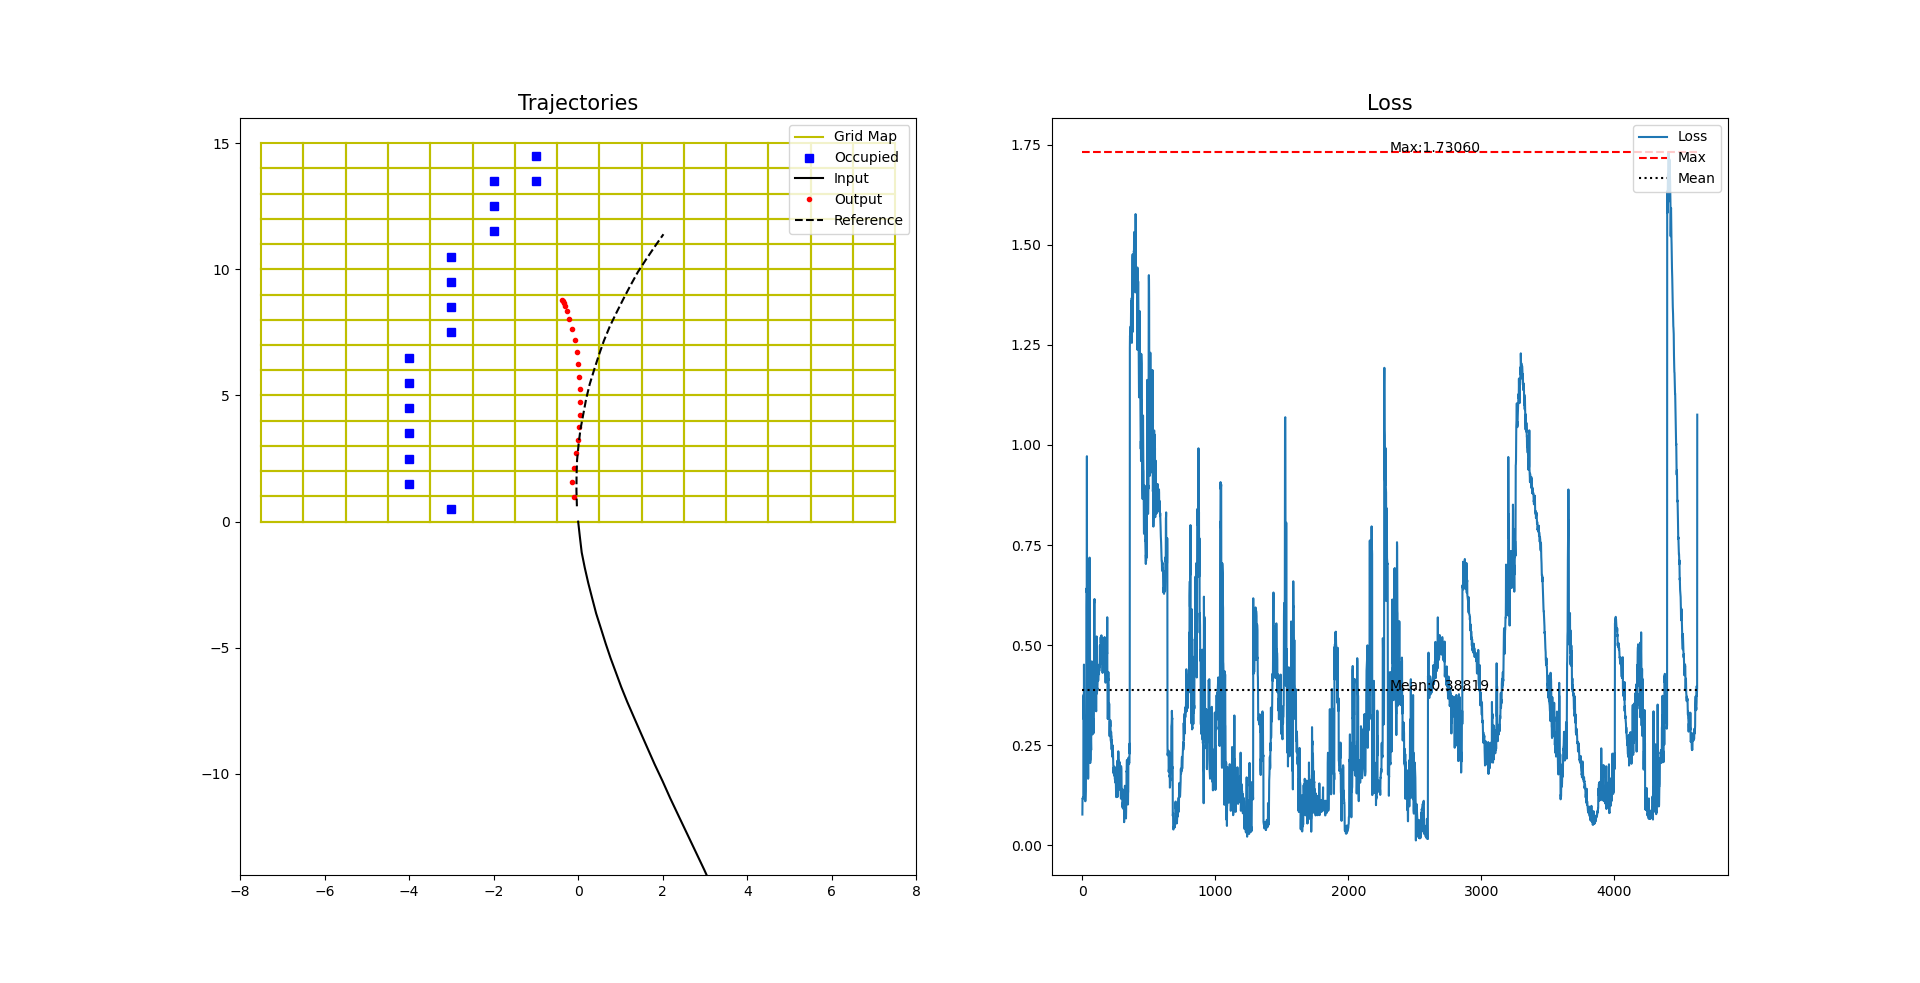 Trajectories
Grid Map
Occupied
Input
Output
Reference
15
10
5
0
−5
−10
−8
−6
−4
−2
0
2
4
6
8
Loss
Loss
Max
Mean
Max:1.73060
Mean:0.38819
1.75
1.50
1.25
1.00
0.75
0.50
0.25
0.00
0
1000
2000
3000
4000